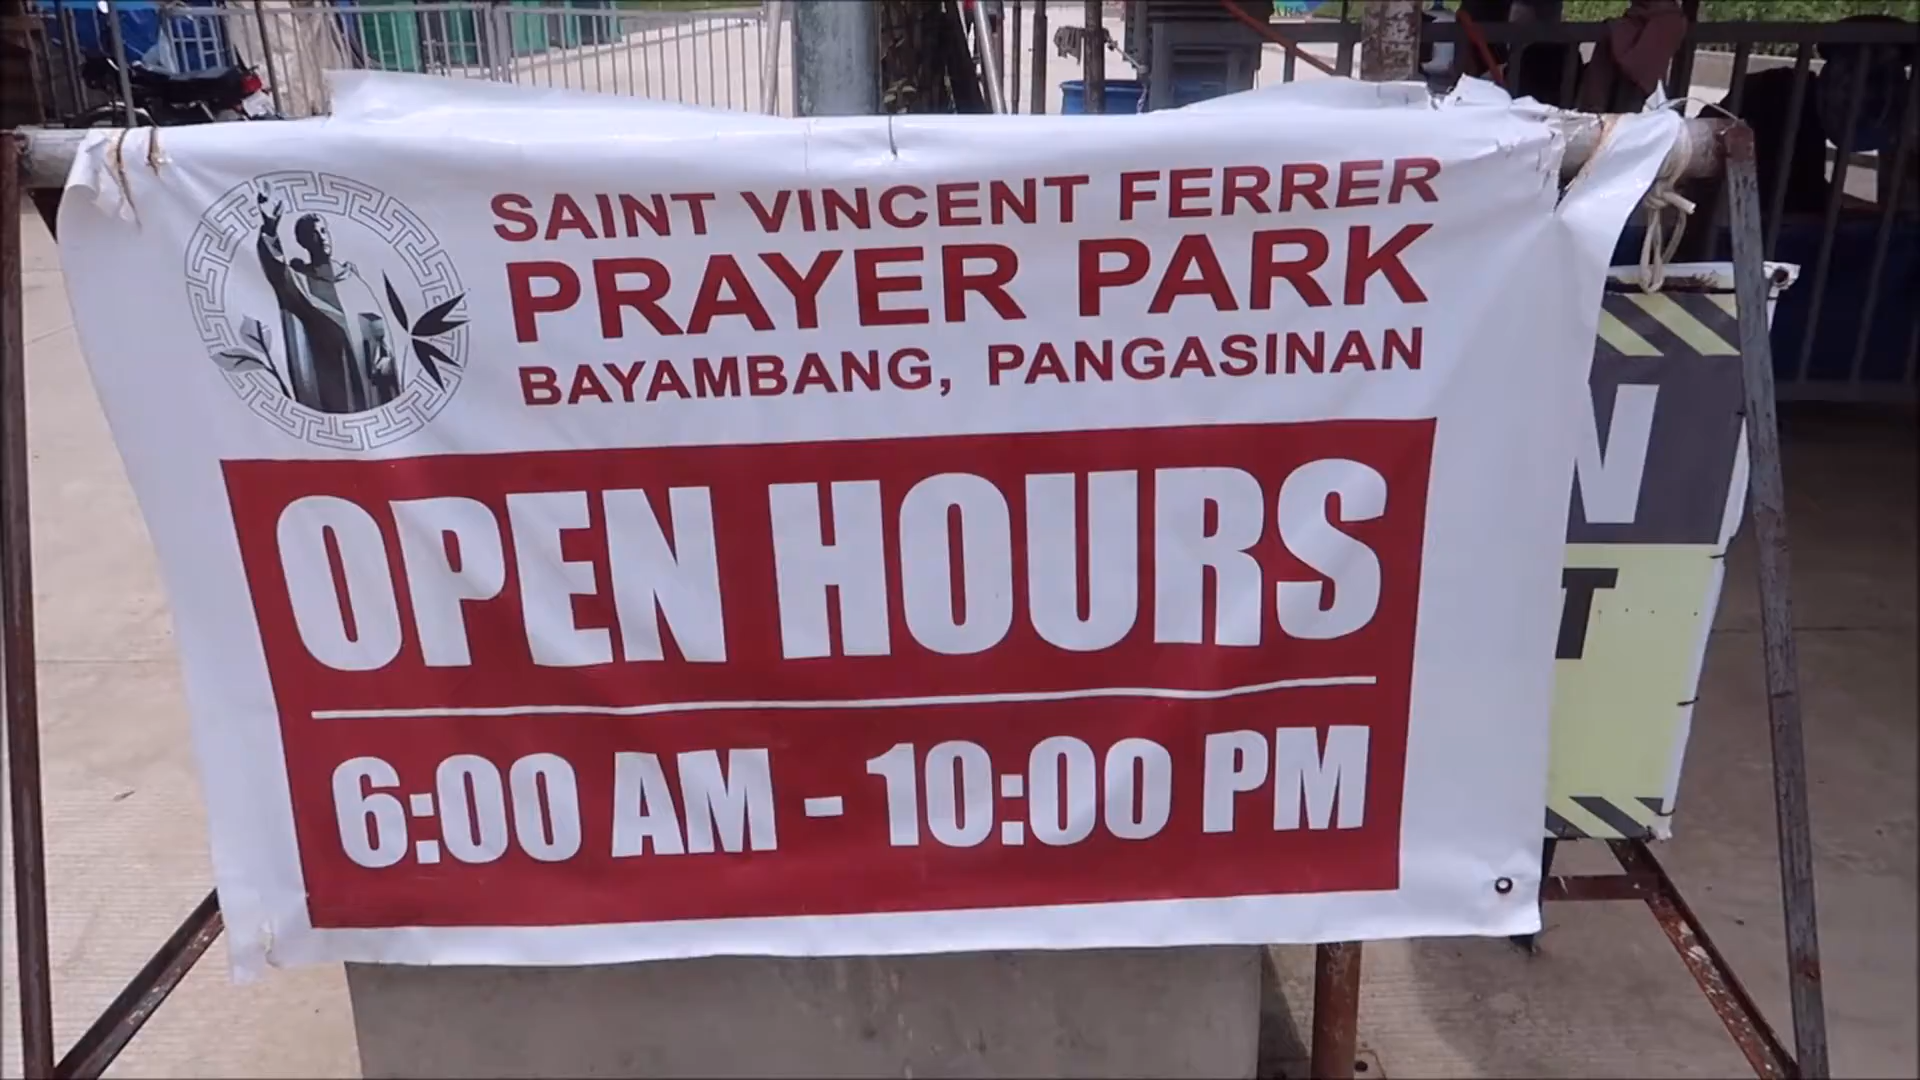 SAINT VINCENT FERRER
PRAYER PARK
BAYAMBANG, PANGASINAN
OPEN HOURS
6:00 AM - 10:00 PM